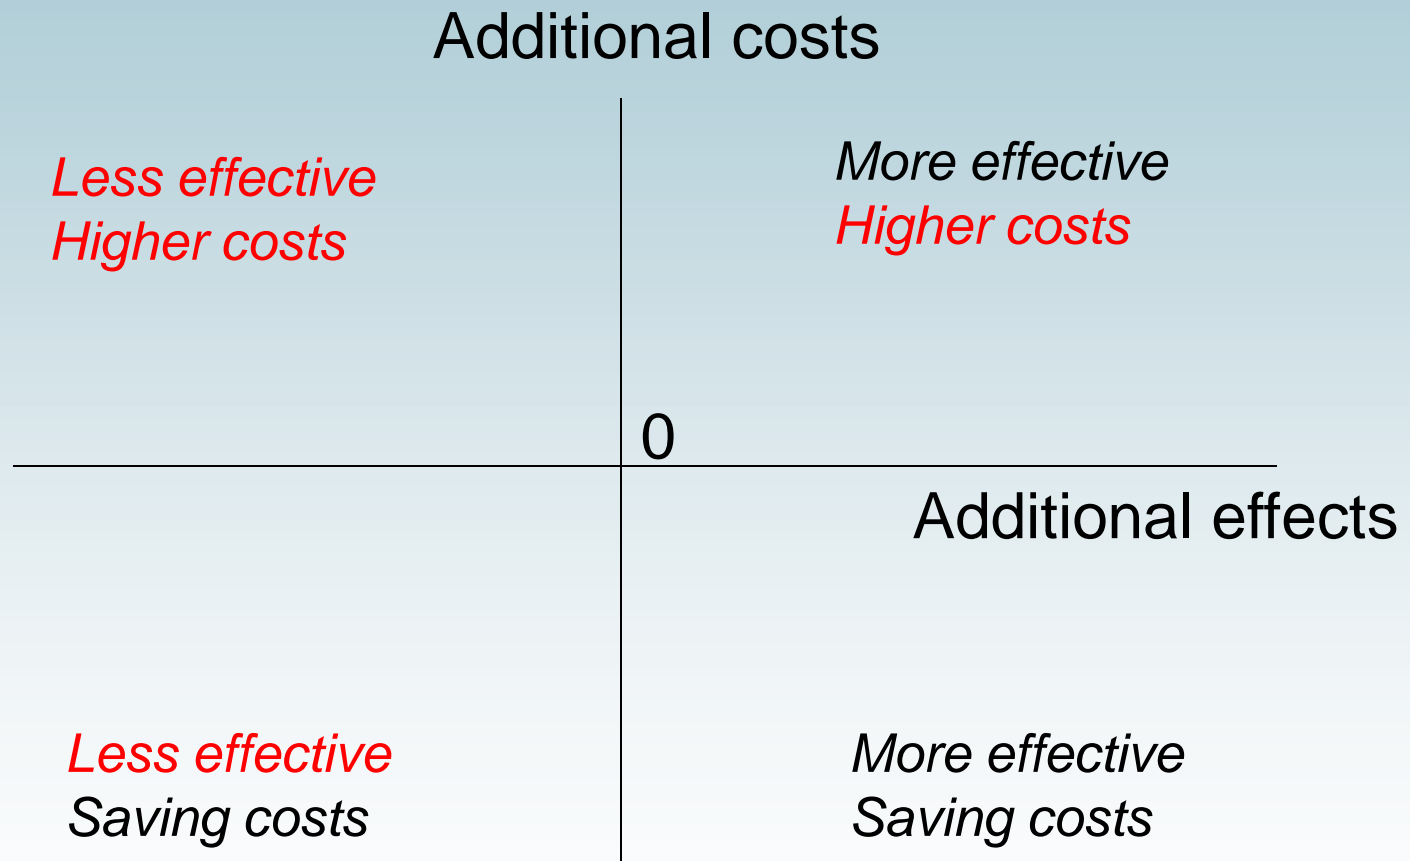 Additional costs
Less effective
Higher costs
More effective
Higher costs
0
Additional effects
Less effective
Saving costs
More effective
Saving costs